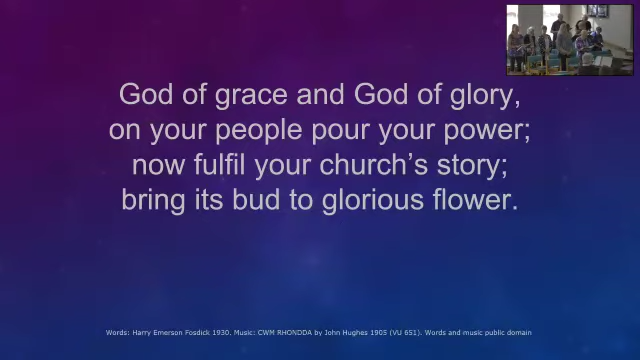 God of grace and God of glory,
on your people pour your power;
now fulfil your church's story;
bring its bud to glorious flower.
Words: Harry Emerson Fosdick 1930. Music: CWM RHONDDA by John Hughes 1905 (VU 651). Words and music public domain